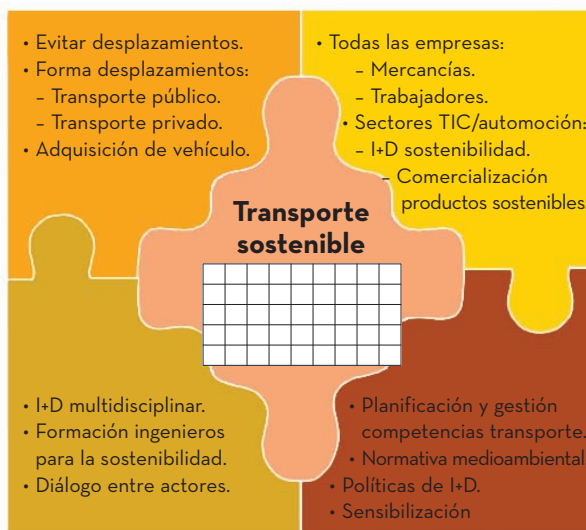 • Evitar desplazamientos.
• Forma desplazamientos:
– Transporte público.
– Transporte privado.
• Adquisición de vehículo.
• Todas las empresas:
– Mercancías.
– Trabajadores.
• Sectores TIC/automoción:
– I+D sostenibilidad.
– Comercialización
productos sostenibles
Transporte
sostenible
• I+D multidisciplinar.
• Formación ingenieros
para la sostenibilidad.
• Diálogo entre actores.
• Planificación y gestión
competencias transporte.
• Normativa medioambiental
• Políticas de I+D.
• Sensibilización